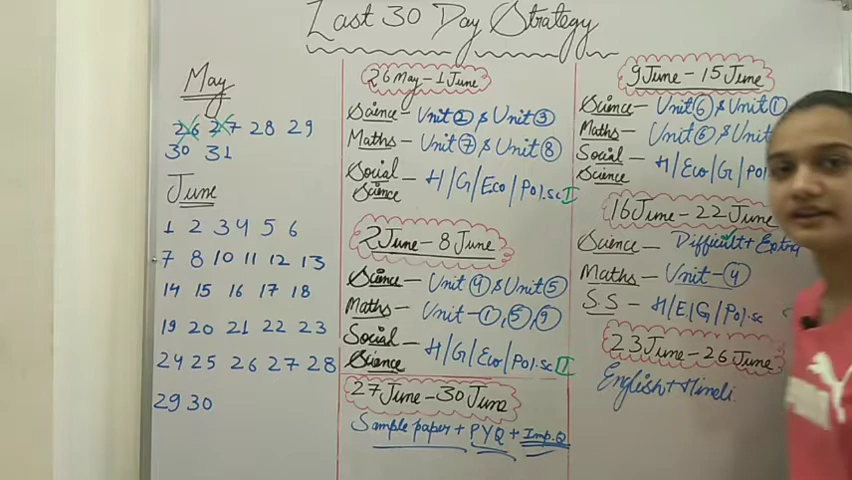 Last 30 Day Strategy
May
26 27 28 29
30 31
June
1 2 3 4 5 6
7 8 10 11 12 13
14 15 16 17 18
19 20 21 22 23
24 25 26 27 28
29 30
26 May - 1 June
Science - Unit ② & Unit ③
Maths - Unit ⑦ & Unit ⑧
Social Science - H/G/Eco/Pol.sc I
2 June - 8 June
Science - Unit ④ & Unit ⑤
Maths - Unit - ①, ⑤, ⑨
Social Science - H/G/Eco/Pol.sc II
27 June - 30 June
Sample paper + PYQ + Imp.Q
9 June - 15 June
Science - Unit ⑥ & Unit ①
Maths - Unit ⑥ & Unit
Social Science - H/Eco/G/Pol
16 June - 22 June
Science - Difficult + Extra
Maths - Unit - ④
S.S - H/E/G/Pol.sc
23 June - 26 June
English + Hindi.